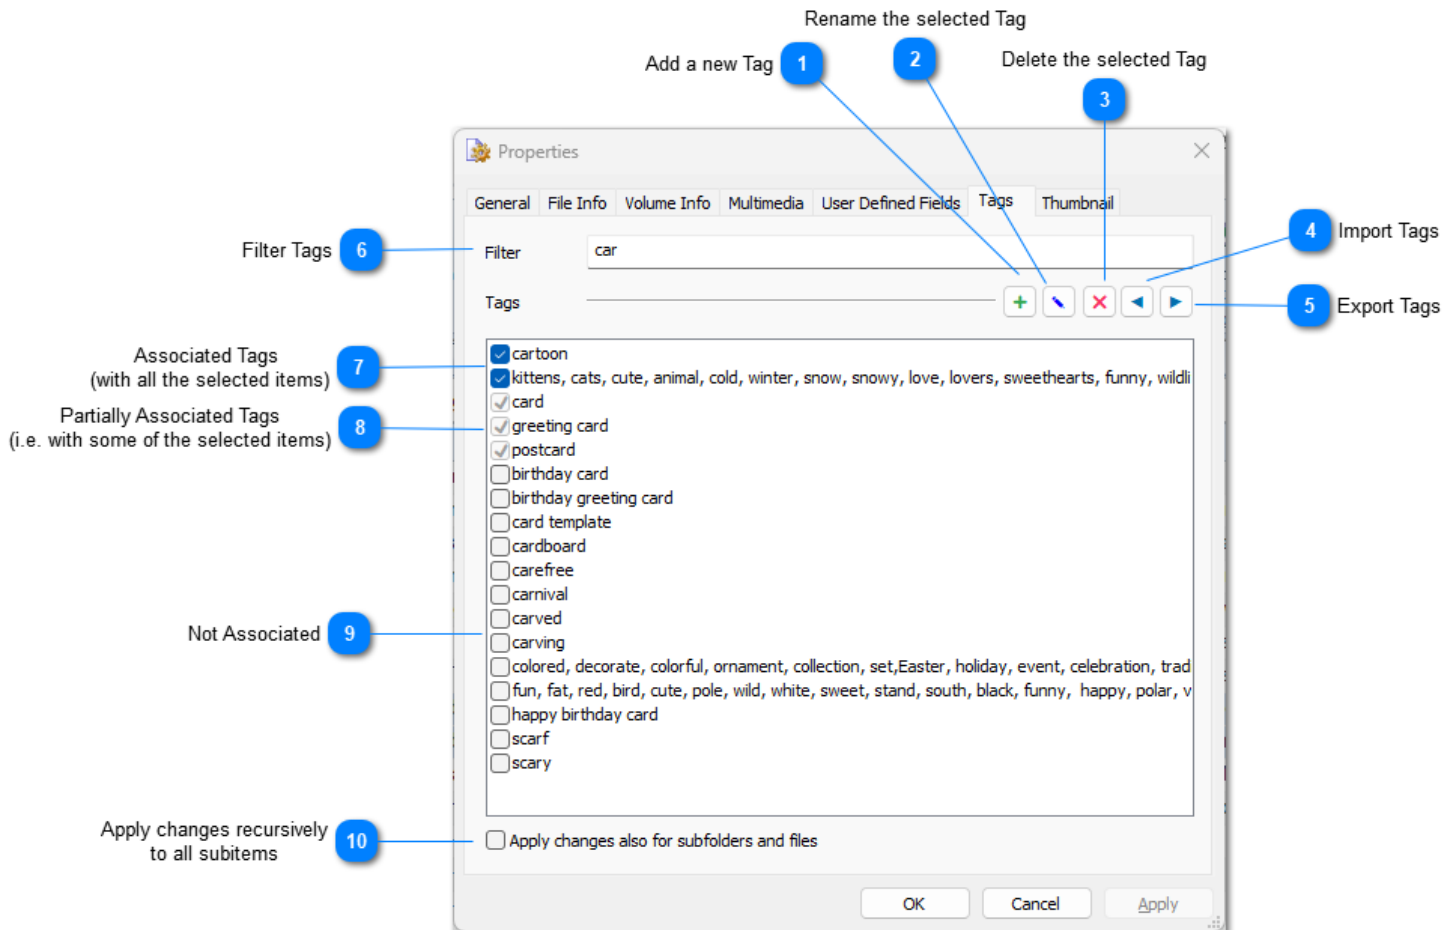 Rename the selected Tag
Add a new Tag 1
2
Delete the selected Tag
3
Properties
General File Info Volume Info Multimedia User Defined Fields Tags Thumbnail
4 Import Tags
Filter Tags 6
Filter car
Tags
5 Export Tags
Associated Tags
(with all the selected items)
7
cartoon
kittens, cats, cute, animal, cold, winter, snow, snowy, love, lovers, sweethearts, funny, wildli
Partially Associated Tags
(i.e. with some of the selected items)
8
card
greeting card
postcard
birthday card
birthday greeting card
card template
cardboard
carefree
carnival
carved
Not Associated 9
carving
colored, decorate, colorful, ornament, collection, set,Easter, holiday, event, celebration, trad
fun, fat, red, bird, cute, pole, wild, white, sweet, stand, south, black, funny, happy, polar, v
happy birthday card
scarf
scary
Apply changes recursively
to all subitems
10
Apply changes also for subfolders and files
OK Cancel Apply